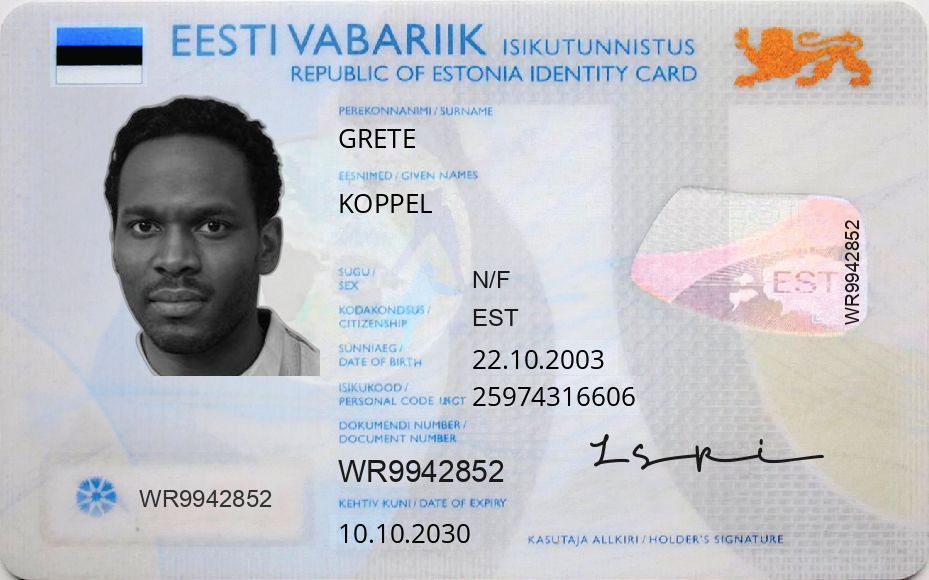 EESTI VABARIIK ISIKUTUNNISTUS
REPUBLIC OF ESTONIA IDENTITY CARD
PEREKONNANIMI / SURNAME
GRETE
EESNIMED / GIVEN NAMES
KOPPEL
SUGU /
SEX
N/F
KODAKONDSUS /
CITIZENSHIP
EST
SÜNNIAEG /
DATE OF BIRTH
22.10.2003
ISIKUKOOD /
PERSONAL CODE
25974316606
DOKUMENDI NUMBER /
DOCUMENT NUMBER
WR9942852
KEHTIV KUNI / DATE OF EXPIRY
10.10.2030
WR9942852
EST
WR9942852
KASUTAJA ALLKIRI / HOLDER'S SIGNATURE